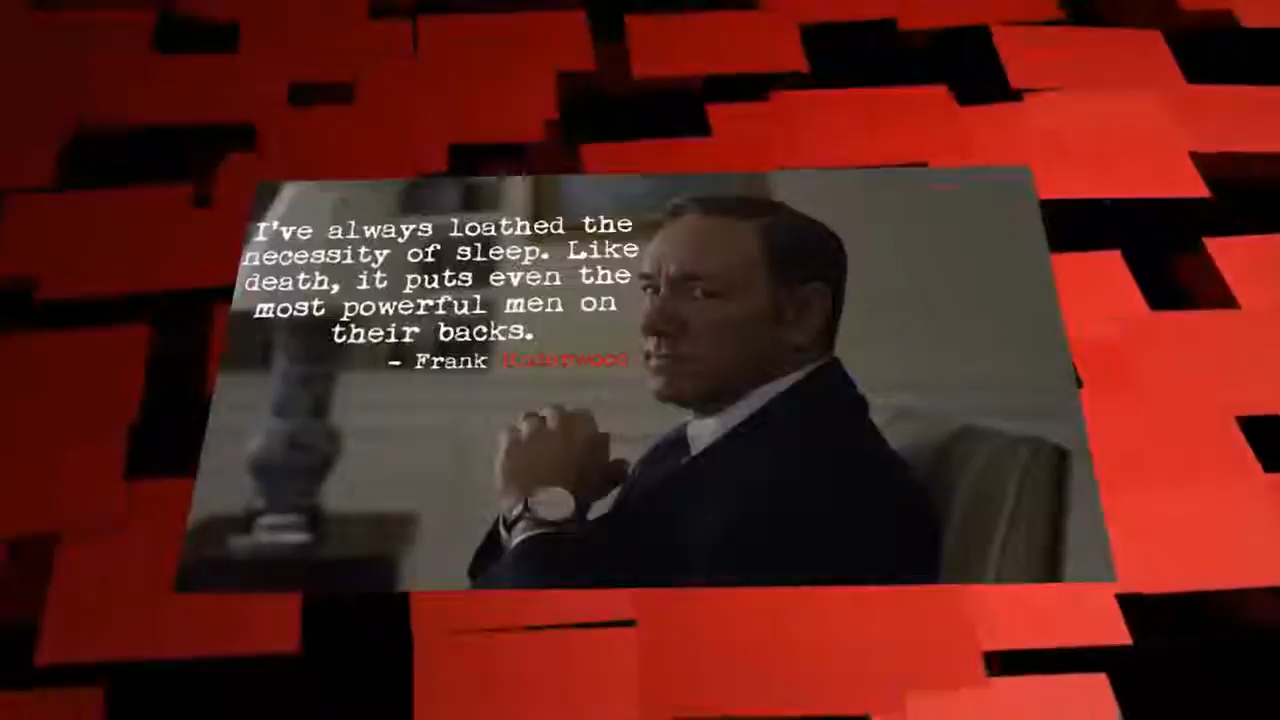 I've always loathed the
necessity of sleep. Like
death, it puts even the
most powerful men on
their backs.
- Frank Underwood